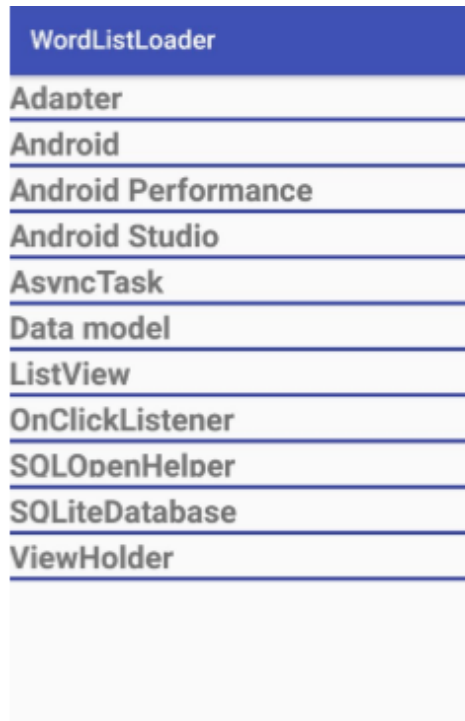 WordListLoader
Adapter
Android
Android Performance
Android Studio
AsyncTask
Data model
ListView
OnClickListener
SQLOpenHelper
SQLiteDatabase
ViewHolder